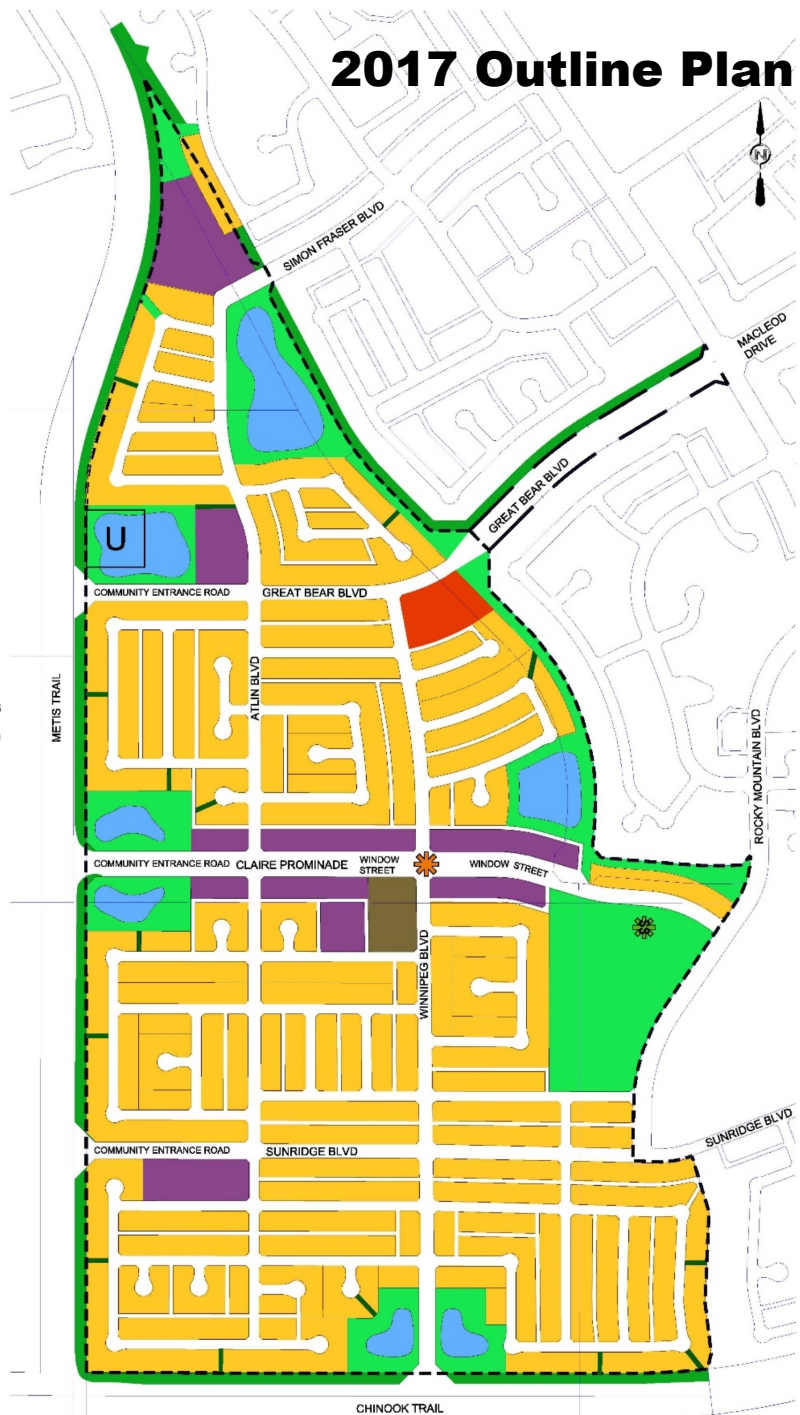 2017 Outline Plan
N
SIMON FRASER BLVD
MACLEOD
DRIVE
GREAT BEAR BLVD
U
COMMUNITY ENTRANCE ROAD
GREAT BEAR BLVD
METIS TRAIL
ATLIN BLVD
ROCKY MOUNTAIN BLVD
COMMUNITY ENTRANCE ROAD
CLAIRE PROMINADE
WINDOW
STREET
WINDOW STREET
WINNIPEG BLVD
COMMUNITY ENTRANCE ROAD
SUNRIDGE BLVD
SUNRIDGE BLVD
CHINOOK TRAIL